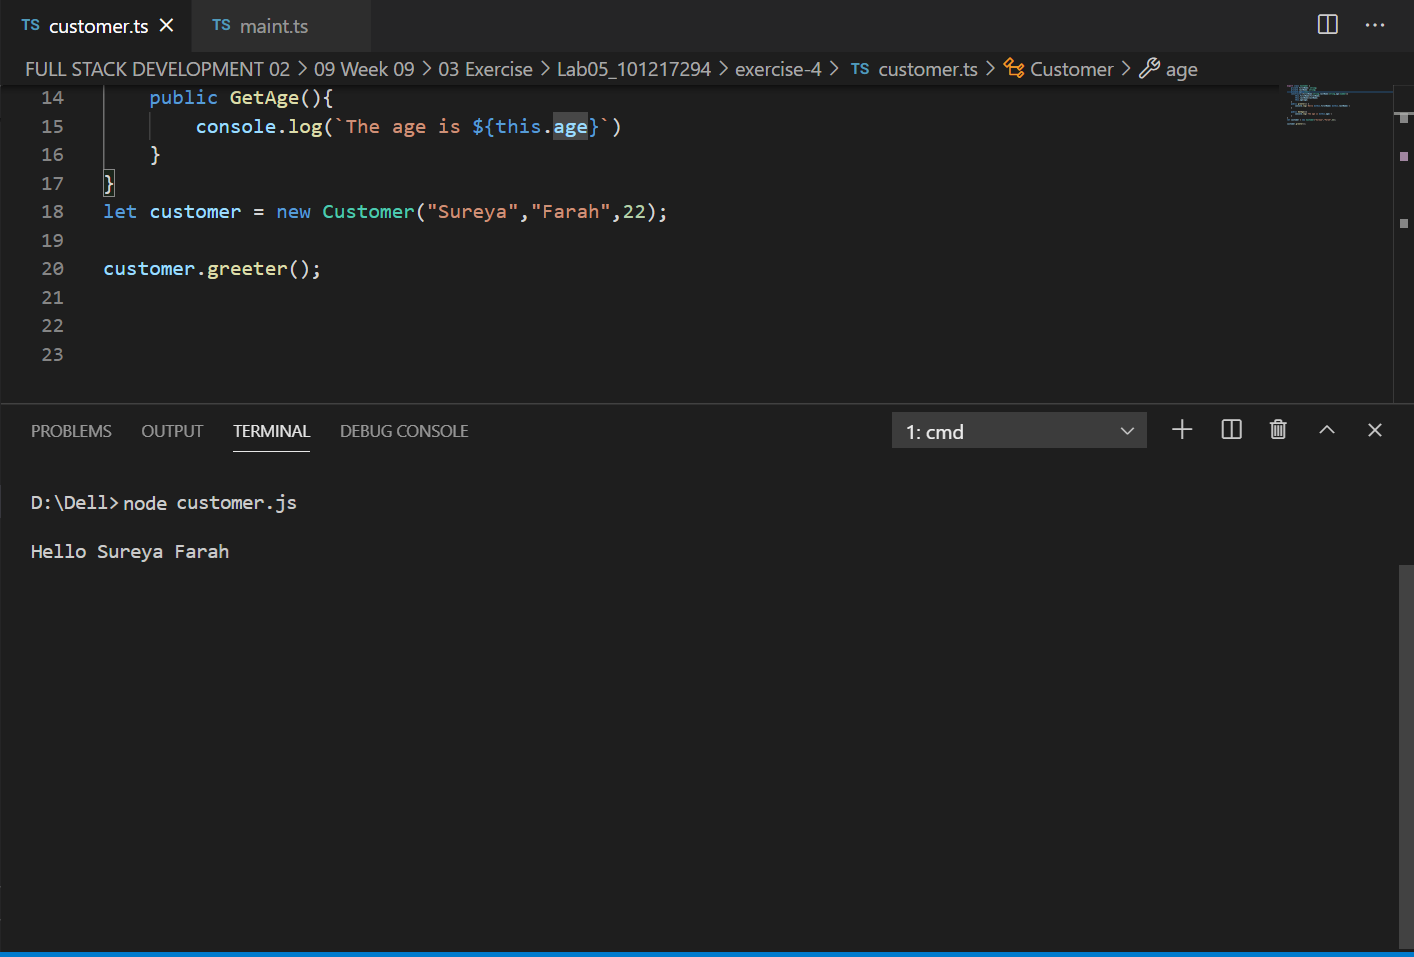 TS customer.ts TS maint.ts
FULL STACK DEVELOPMENT 02 > 09 Week 09 > 03 Exercise > Lab05_101217294 > exercise-4 > TS customer.ts > Customer > age
14 public GetAge(){
15 console.log(`The age is ${this.age}`)
16 }
17 }
18 let customer = new Customer("Sureya","Farah",22);
19
20 customer.greeter();
21
22
23
PROBLEMS OUTPUT TERMINAL DEBUG CONSOLE 1: cmd
D:\Dell>node customer.js
Hello Sureya Farah